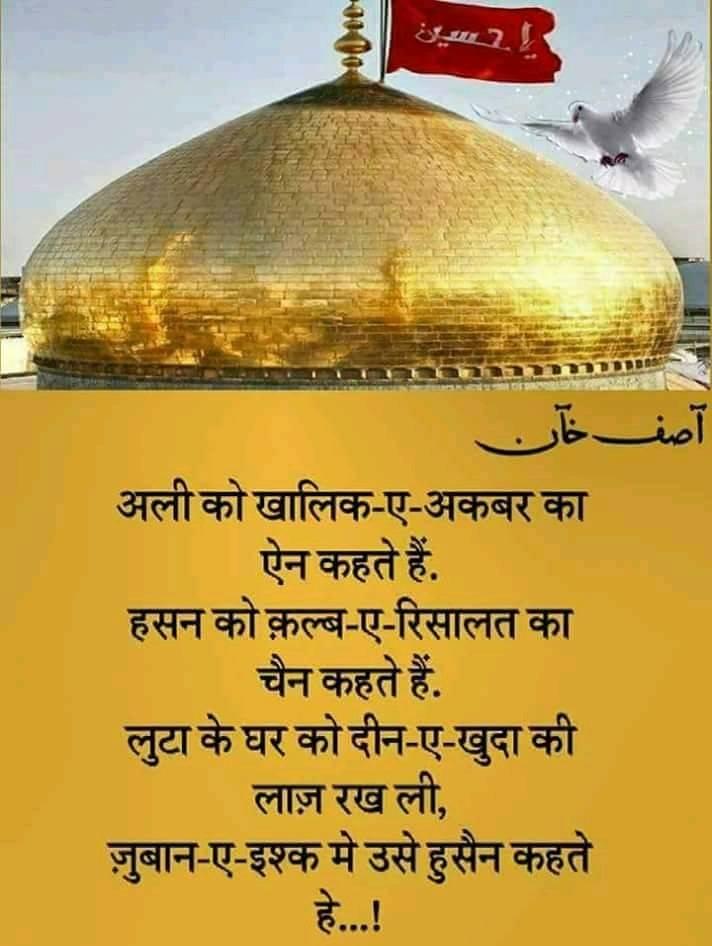 یا حسین
آصف خان
अली को खालिक-ए-अकबर का
ऐन कहते हैं.
हसन को क़ल्ब-ए-रिसालत का
चैन कहते हैं.
लुटा के घर को दीन-ए-खुदा की
लाज़ रख ली,
ज़ुबान-ए-इश्क मे उसे हुसैन कहते
हे...!